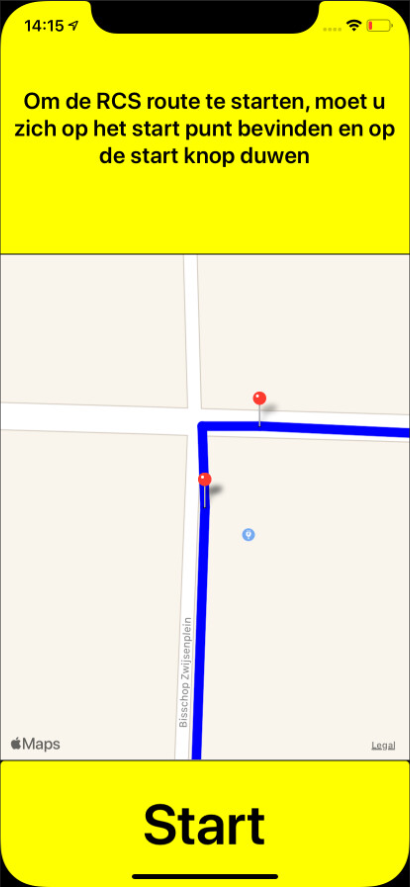 14:15
Om de RCS route te starten, moet u
zich op het start punt bevinden en op
de start knop duwen
Bisschop Zwijsenplein
Maps
Legal
Start